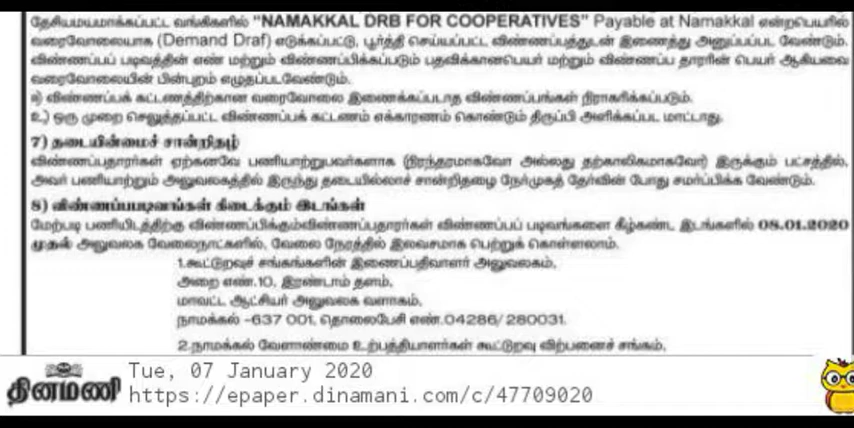 தேசியமயமாக்கப்பட்ட வங்கிகளில் "NAMAKKAL DRB FOR COOPERATIVES" Payable at Namakkal என்றபெயரில்
வரைவோலையாக (Demand Draf) எடுக்கப்பட்டு, பூர்த்தி செய்யப்பட்ட விண்ணப்பத்துடன் இணைத்து அனுப்பப்பட வேண்டும்.
விண்ணப்பப் படிவத்தின் எண் மற்றும் விண்ணப்பிக்கப்படும் பதவிக்கானபெயர் மற்றும் விண்ணப்ப தாரரின் பெயர் ஆகியவை
வரைவோலையின் பின்புறம் எழுதப்படவேண்டும்.
விண்ணப்பக் கட்டணத்திற்கான வரைவோலை இணைக்கப்படாத விண்ணப்பங்கள் நிராகரிக்கப்படும்.
உ) ஒரு முறை செலுத்தப்பட்ட விண்ணப்பக் கட்டணம் எக்காரணம் கொண்டும் திருப்பி அளிக்கப்பட மாட்டாது.
7) தடையின்மைச் சான்றிதழ்
விண்ணப்பதாரர்கள் ஏற்கனவே பணியாற்றுபவர்களாக (நிரந்தரமாகவோ அல்லது தற்காலிகமாகவோ) இருக்கும் பட்சத்தில்,
அவர் பணியாற்றும் அலுவலகத்தில் இருந்து தடையில்லாச் சான்றிதழை நேர்முகத் தேர்வின் போது சமர்ப்பிக்க வேண்டும்.
8) விண்ணப்பபடிவங்கள் கிடைக்கும் இடங்கள்
மேற்படி பணியிடத்திற்கு விண்ணப்பிக்கும்விண்ணப்பதாரர்கள் விண்ணப்பப் படிவங்களை கீழ்கண்ட இடங்களில் 08.01.2020
முதல் அலுவலக வேலைநாட்களில், வேலை நேரத்தில் இலவசமாக பெற்றுக் கொள்ளலாம்.
1.கூட்டுறவுச் சங்கங்களின் இணைப்பதிவாளர் அலுவலகம்,
அறை எண்.10, இரண்டாம் தளம்,
மாவட்ட ஆட்சியர் அலுவலக வளாகம்,
நாமக்கல் -637 001, தொலைபேசி எண்.04286/ 280031.
2.நாமக்கல் வேளாண்மை உற்பத்தியாளர்கள் கூட்டுறவு விற்பனைச் சங்கம்,
தினமணி
Tue, 07 January 2020
https://epaper.dinamani.com/c/47709020